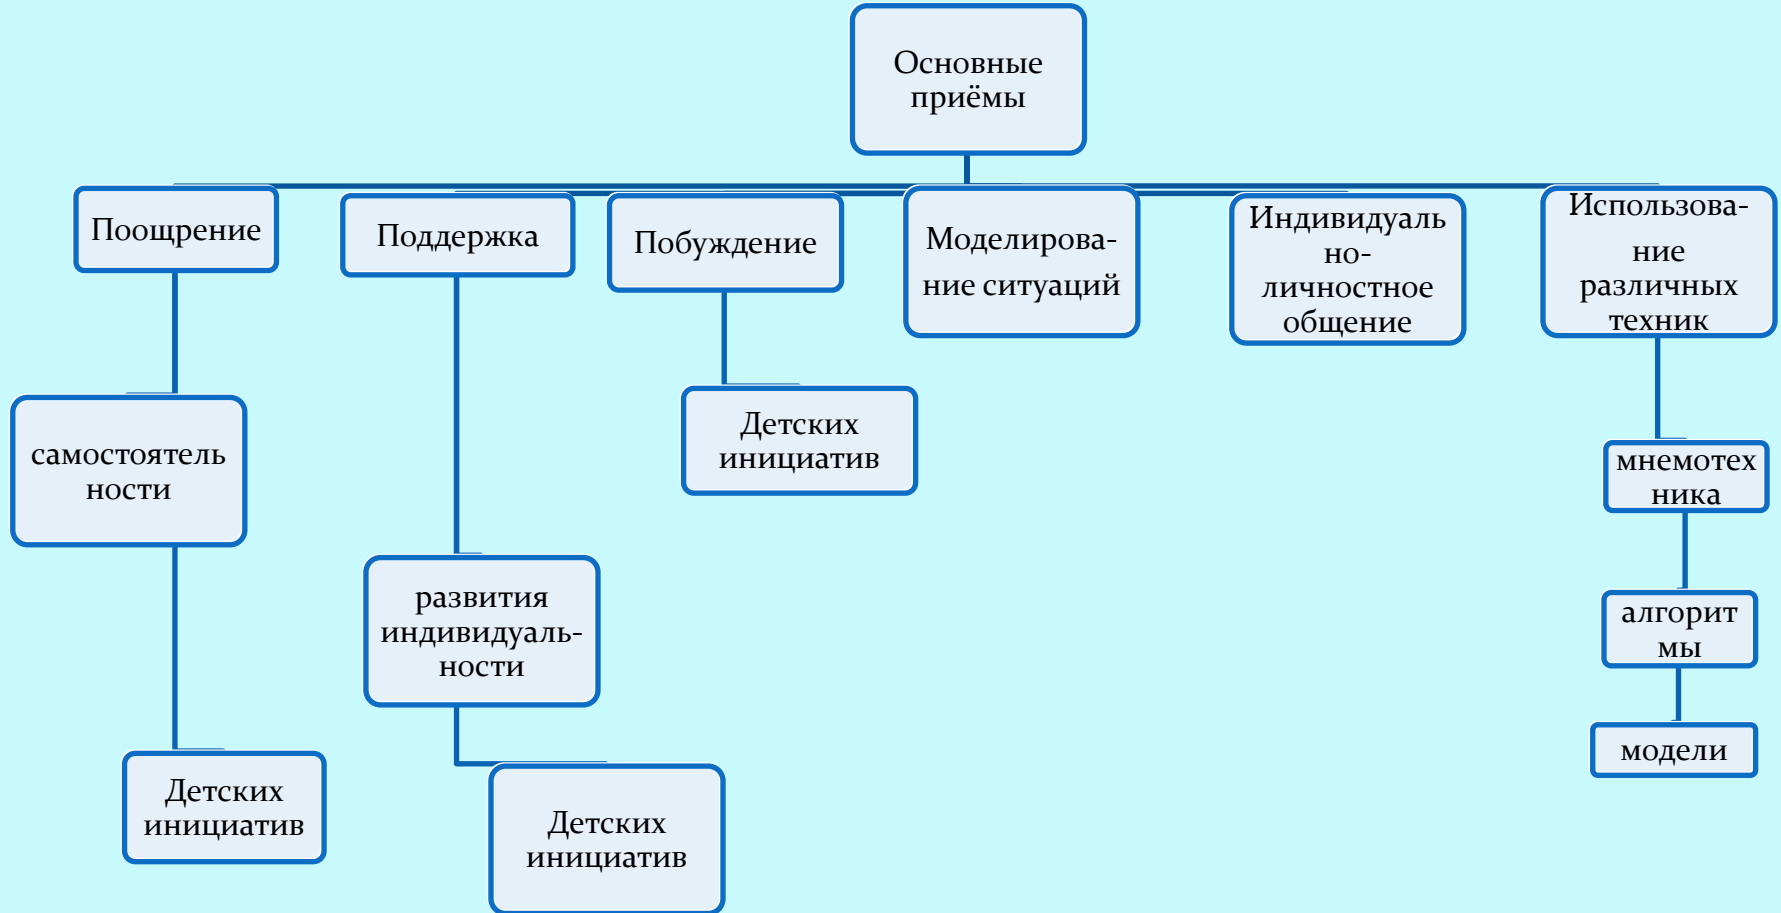 Основные
приёмы
Поощрение
Поддержка
Побуждение
Моделирова-
ние ситуаций
Индивидуаль
но-
личностное
общение
Использова-
ние
различных
техник
самостоятель
ности
Детских
инициатив
мнемотех
ника
развития
индивидуаль-
ности
алгорит
мы
модели
Детских
инициатив
Детских
инициатив